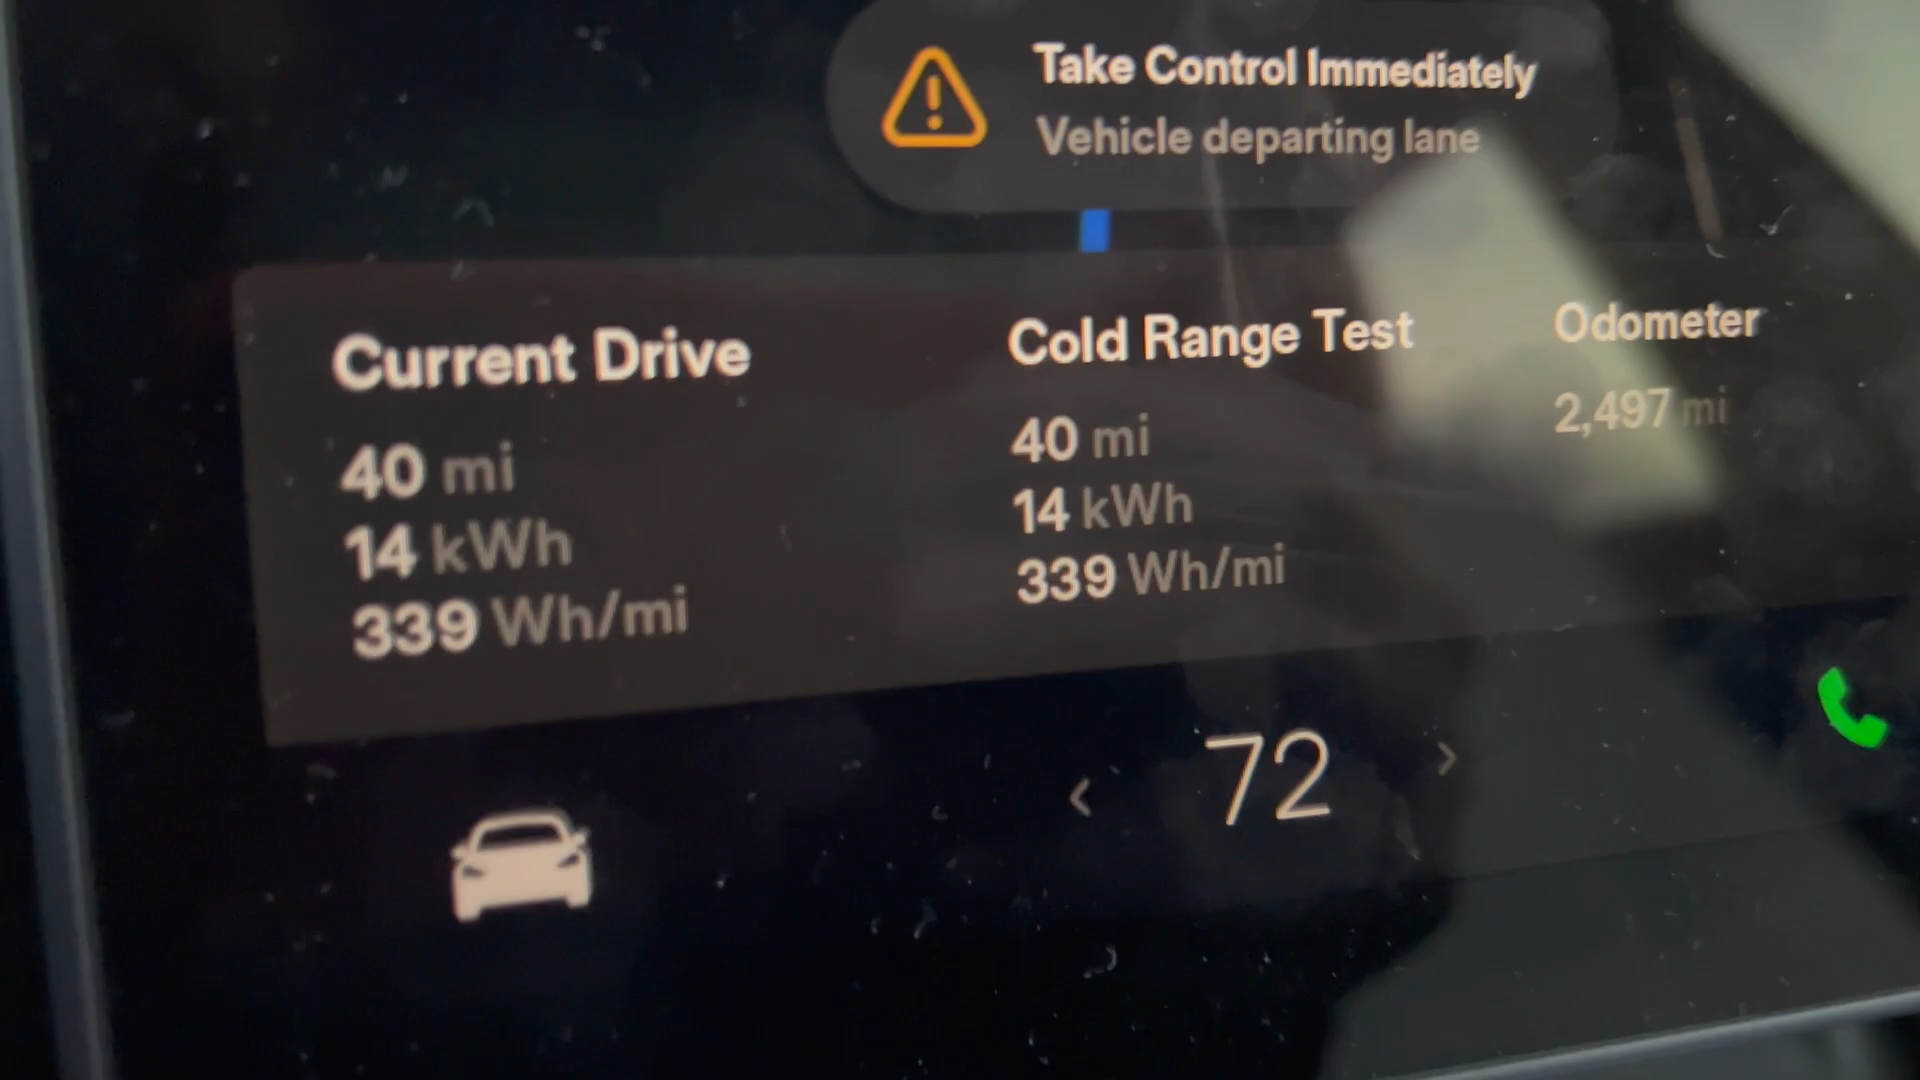 Take Control Immediately
Vehicle departing lane
Current Drive
40 mi
14 kWh
339 Wh/mi
Cold Range Test
40 mi
14 kWh
339 Wh/mi
Odometer
2,497 mi
72